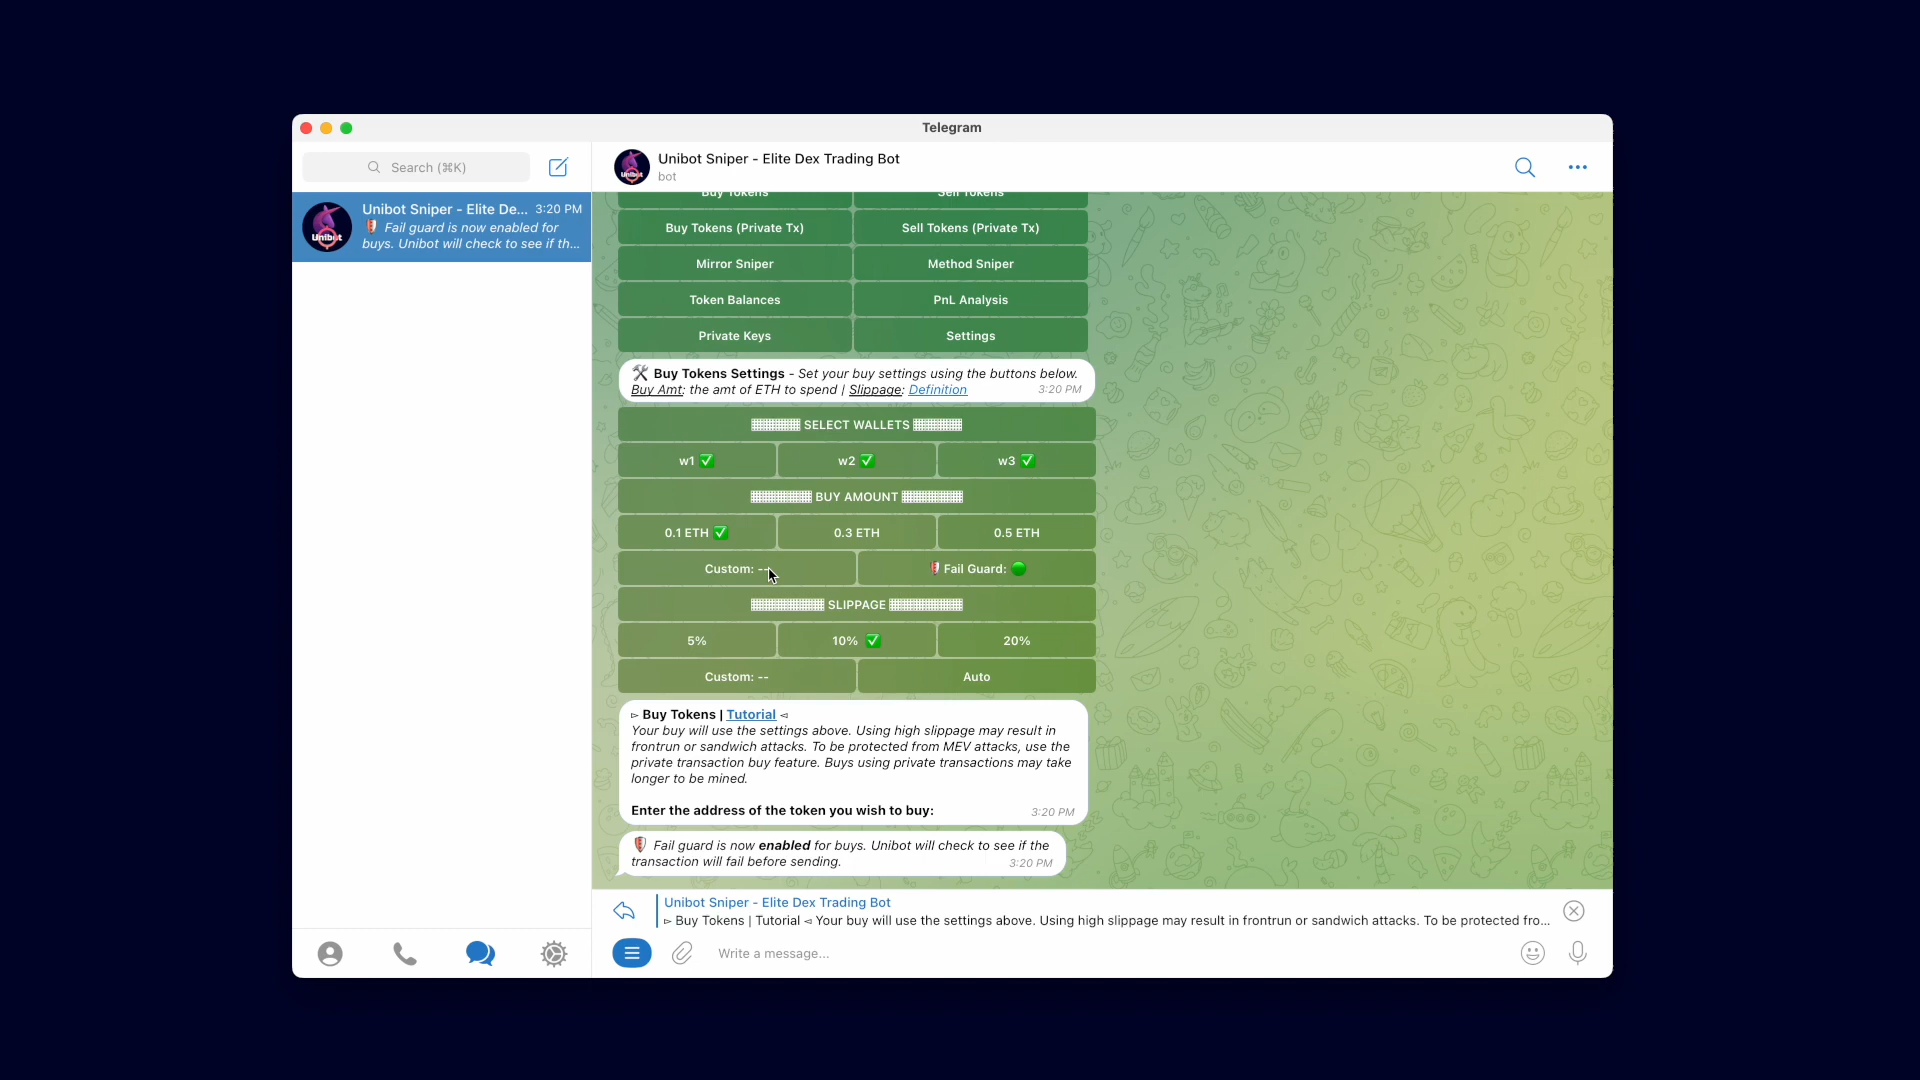 Telegram
Search (⌘K)
Unibot Sniper - Elite De... 3:20 PM
Fail guard is now enabled for
buys. Unibot will check to see if th...
Unibot
Unibot Sniper - Elite Dex Trading Bot
bot
Unibot
Buy Tokens Sell Tokens
Buy Tokens (Private Tx) Sell Tokens (Private Tx)
Mirror Sniper Method Sniper
Token Balances PnL Analysis
Private Keys Settings
🛠 Buy Tokens Settings - Set your buy settings using the buttons below.
Buy Amt: the amt of ETH to spend | Slippage: Definition 3:20 PM
SELECT WALLETS
w1 ✅ w2 ✅ w3 ✅
BUY AMOUNT
0.1 ETH ✅ 0.3 ETH 0.5 ETH
Custom: -- Fail Guard: 🟢
SLIPPAGE
5% 10% ✅ 20%
Custom: -- Auto
▻ Buy Tokens | Tutorial ◅
Your buy will use the settings above. Using high slippage may result in
frontrun or sandwich attacks. To be protected from MEV attacks, use the
private transaction buy feature. Buys using private transactions may take
longer to be mined.
Enter the address of the token you wish to buy: 3:20 PM
Fail guard is now enabled for buys. Unibot will check to see if the
transaction will fail before sending. 3:20 PM
Unibot Sniper - Elite Dex Trading Bot
▻ Buy Tokens | Tutorial ◅ Your buy will use the settings above. Using high slippage may result in frontrun or sandwich attacks. To be protected fro...
Write a message...